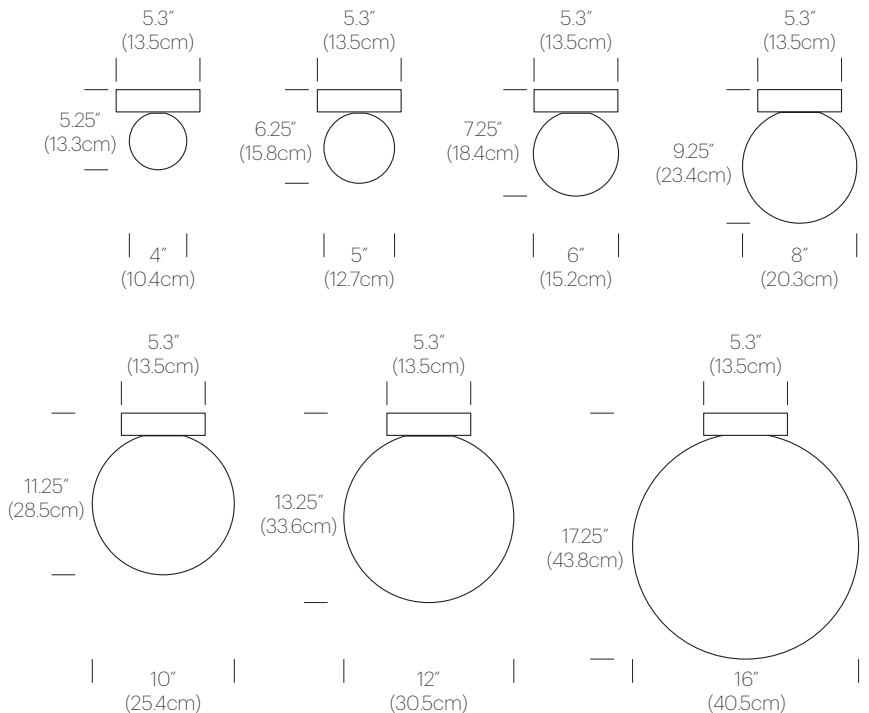 5.3″
(13.5cm)
5.3″
(13.5cm)
5.3″
(13.5cm)
5.3″
(13.5cm)
5.25″
(13.3cm)
6.25″
(15.8cm)
7.25″
(18.4cm)
9.25″
(23.4cm)
4″
(10.4cm)
5″
(12.7cm)
6″
(15.2cm)
8″
(20.3cm)
5.3″
(13.5cm)
5.3″
(13.5cm)
5.3″
(13.5cm)
11.25″
(28.5cm)
13.25″
(33.6cm)
17.25″
(43.8cm)
10″
(25.4cm)
12″
(30.5cm)
16″
(40.5cm)